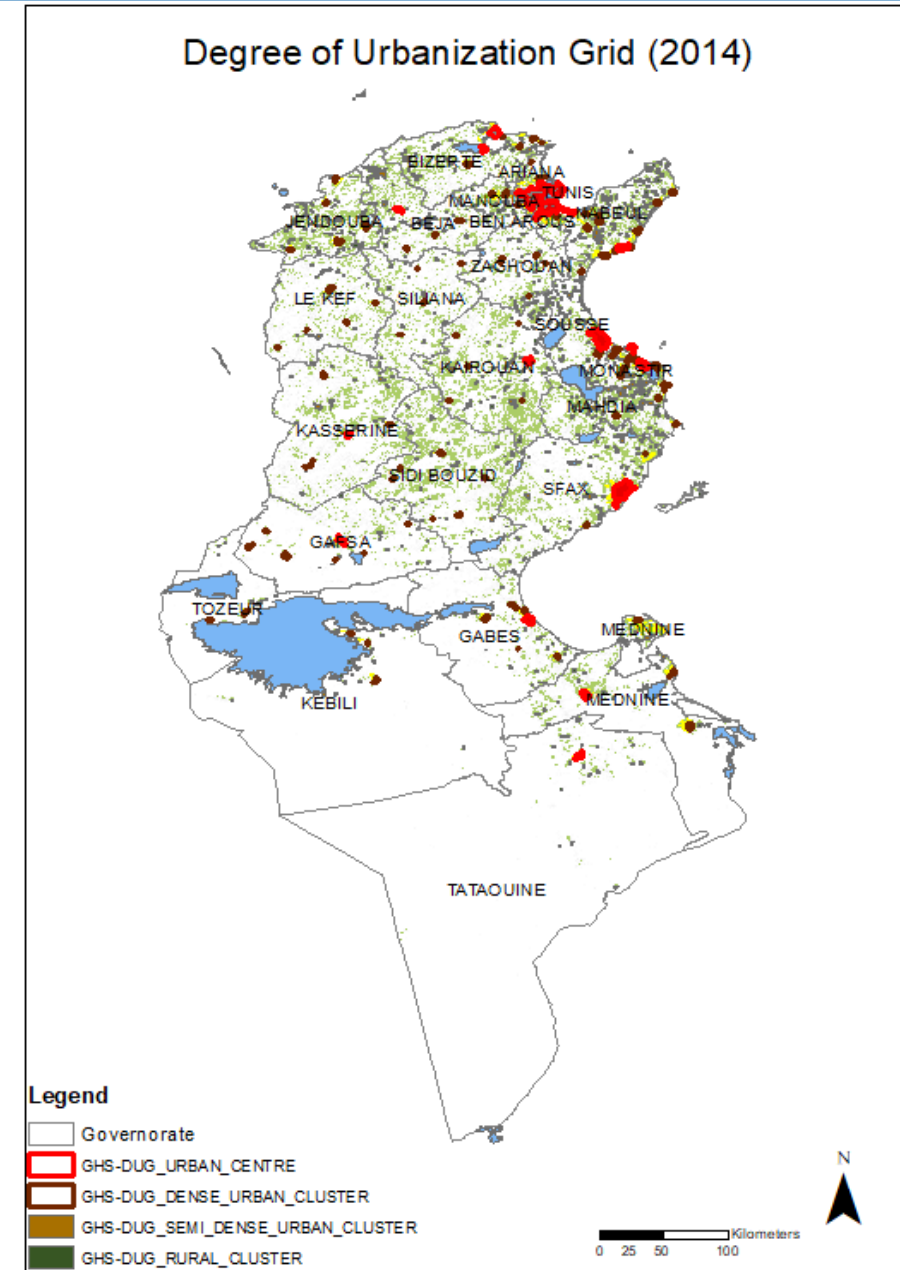 Degree of Urbanization Grid (2014)
BIZERTE
ARIANA
TUNIS
MANOUBA
NABEUL
JENDOUBA
BEJA
BEN AROUS
ZAGHOUAN
LE KEF
SILIANA
SOUSSE
KAIROUAN
MONASTIR
MAHDIA
KASSERINE
SIDI BOUZID
SFAX
GAFSA
TOZEUR
GABES
MEDNINE
KEBILI
MEDNINE
TATAOUINE
Legend
Governorate
GHS-DUG_URBAN_CENTRE
GHS-DUG_DENSE_URBAN_CLUSTER
GHS-DUG_SEMI_DENSE_URBAN_CLUSTER
GHS-DUG_RURAL_CLUSTER
N
Kilometers
0 25 50 100